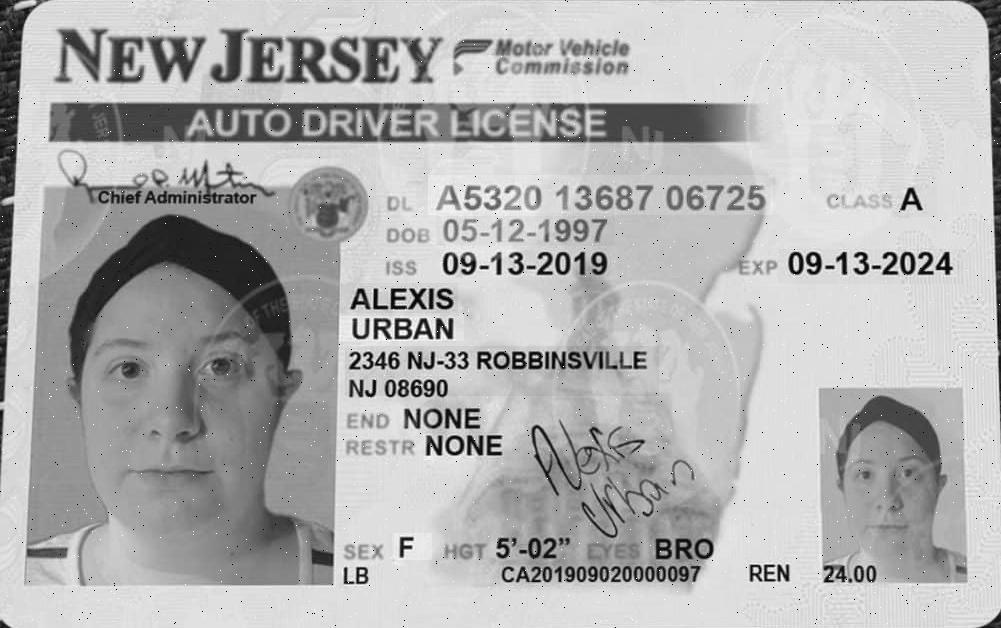 NEW JERSEY Motor Vehicle Commission
AUTO DRIVER LICENSE
Chief Administrator
DL A5320 13687 06725 CLASS A
DOB 05-12-1997
ISS 09-13-2019 EXP 09-13-2024
ALEXIS
URBAN
2346 NJ-33 ROBBINSVILLE
NJ 08690
END NONE
RESTR NONE
Alexis
Urban
SEX F HGT 5'-02" EYES BRO
LB CA201909020000097 REN 24.00